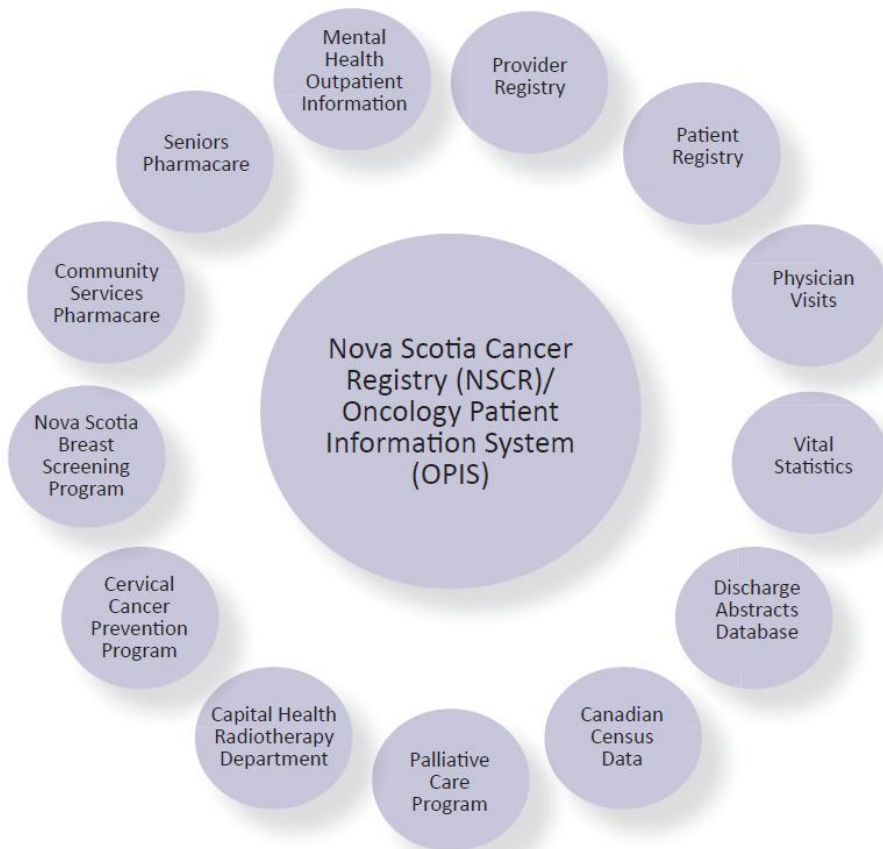 Mental
Health
Outpatient
Information
Provider
Registry
Patient
Registry
Physician
Visits
Vital
Statistics
Discharge
Abstracts
Database
Canadian
Census
Data
Palliative
Care
Program
Capital Health
Radiotherapy
Department
Cervical
Cancer
Prevention
Program
Nova Scotia
Breast
Screening
Program
Community
Services
Pharmacare
Seniors
Pharmacare
Nova Scotia Cancer
Registry (NSCR)/
Oncology Patient
Information System
(OPIS)